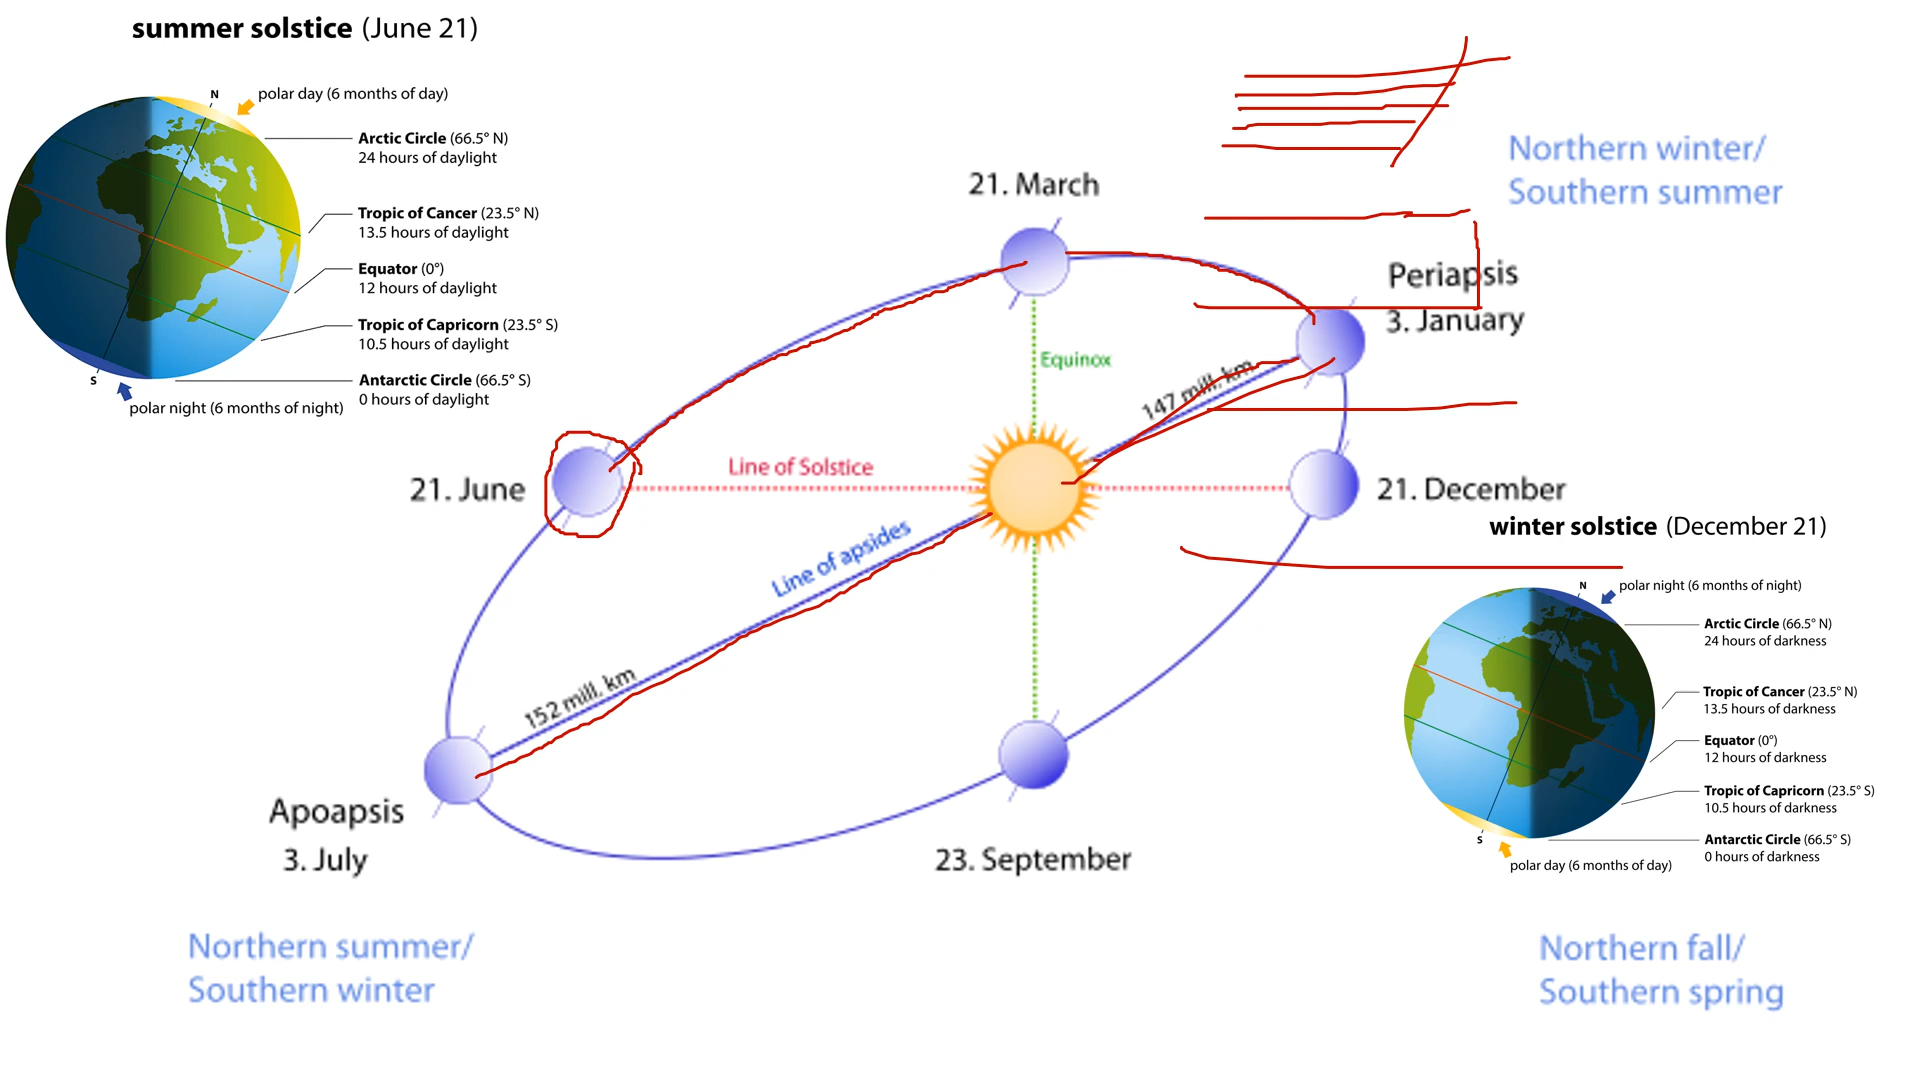 summer solstice (June 21)
N
polar day (6 months of day)
Arctic Circle (66.5° N)
24 hours of daylight
Tropic of Cancer (23.5° N)
13.5 hours of daylight
Equator (0°)
12 hours of daylight
Tropic of Capricorn (23.5° S)
10.5 hours of daylight
Antarctic Circle (66.5° S)
0 hours of daylight
S
polar night (6 months of night)
Northern winter/
Southern summer
21. March
Periapsis
3. January
Equinox
147 mill. km
Line of Solstice
21. June
21. December
Line of apsides
152 mill. km
Apoapsis
3. July
23. September
winter solstice (December 21)
N
polar night (6 months of night)
Arctic Circle (66.5° N)
24 hours of darkness
Tropic of Cancer (23.5° N)
13.5 hours of darkness
Equator (0°)
12 hours of darkness
Tropic of Capricorn (23.5° S)
10.5 hours of darkness
Antarctic Circle (66.5° S)
0 hours of darkness
S
polar day (6 months of day)
Northern summer/
Southern winter
Northern fall/
Southern spring